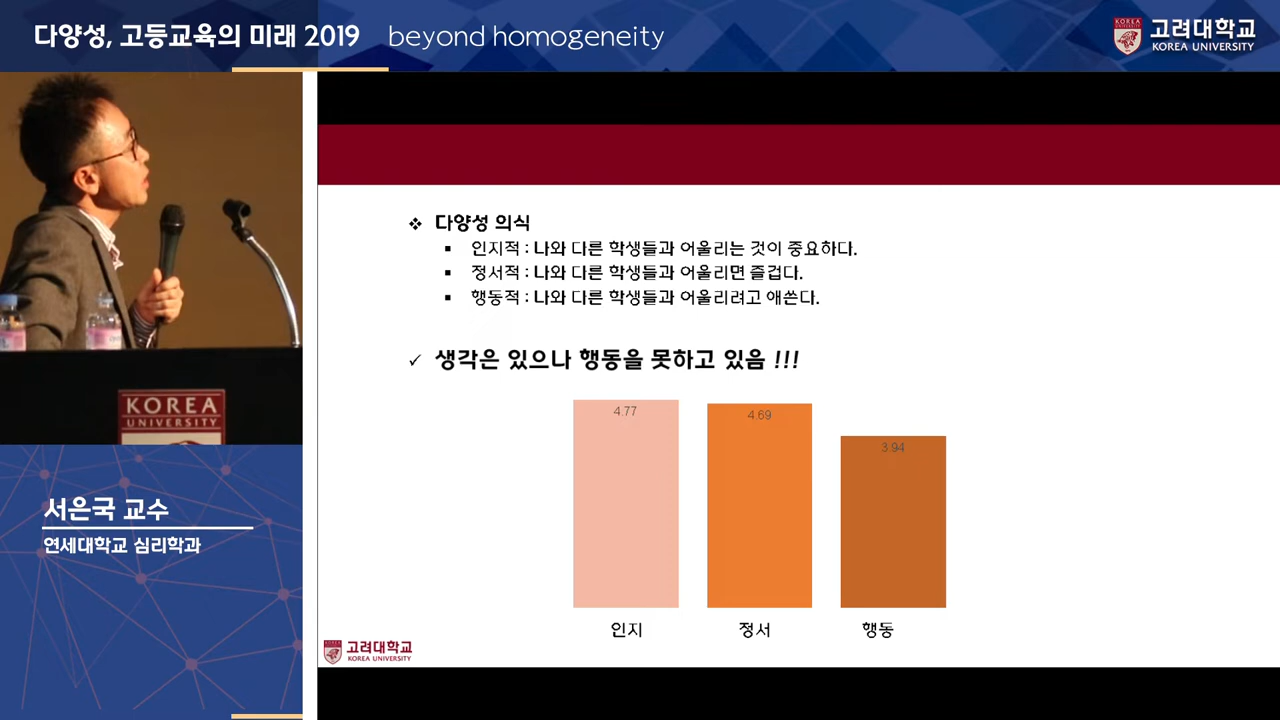 다양성, 고등교육의 미래 2019 beyond homogeneity
KOREA UNIVERSITY
고려대학교
KOREA UNIVERSITY
KOREA
UNIVERSITY
서은국 교수
연세대학교 심리학과
❖ 다양성 의식
▪ 인지적 : 나와 다른 학생들과 어울리는 것이 중요하다.
▪ 정서적 : 나와 다른 학생들과 어울리면 즐겁다.
▪ 행동적 : 나와 다른 학생들과 어울리려고 애쓴다.
✓ 생각은 있으나 행동을 못하고 있음 !!!
4.77
4.69
3.94
인지
정서
행동
고려대학교
KOREA UNIVERSITY